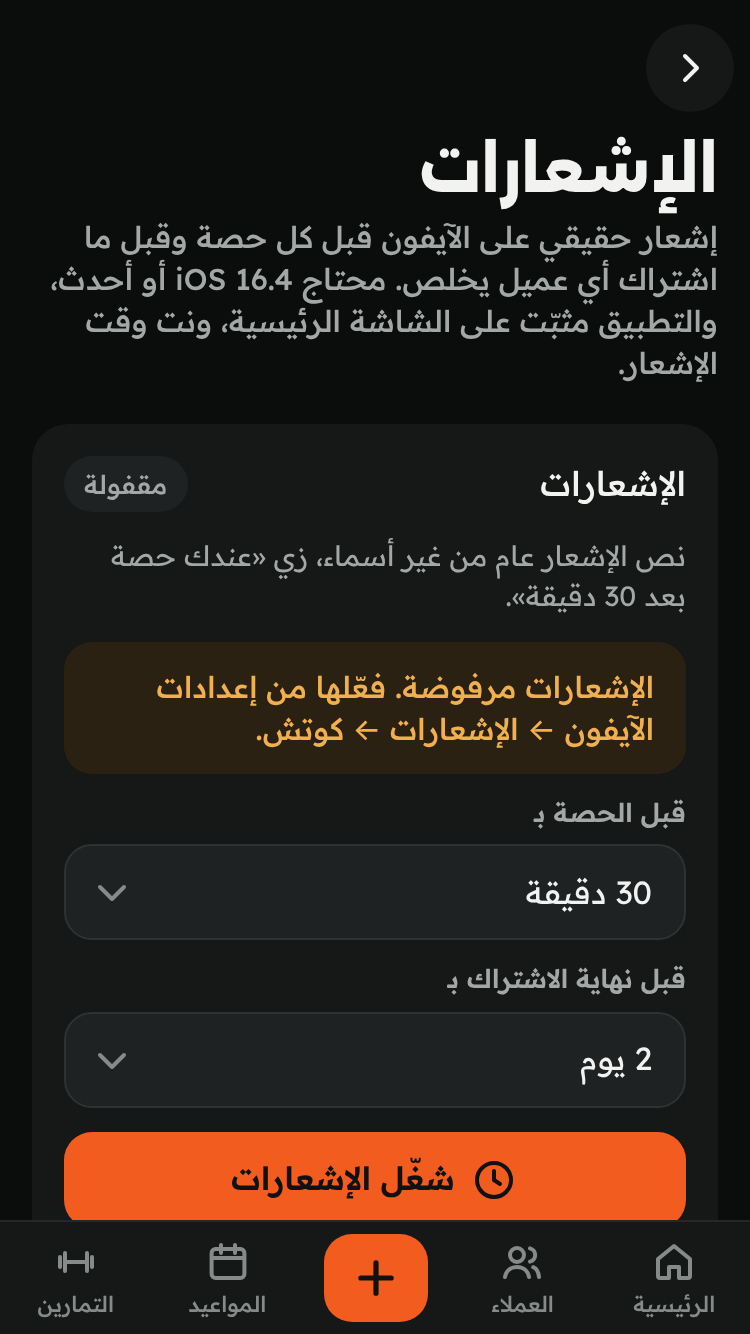 الإشعارات
إشعار حقيقي على الآيفون قبل كل حصة وقبل ما
اشتراك أي عميل يخلص. محتاج iOS 16.4 أو أحدث،
والتطبيق مثبّت على الشاشة الرئيسية، ونت وقت
الإشعار.
الإشعارات
مقفولة
نص الإشعار عام من غير أسماء، زي «عندك حصة
بعد 30 دقيقة».
الإشعارات مرفوضة. فعّلها من إعدادات
الآيفون ← الإشعارات ← كوتش.
قبل الحصة بـ
30 دقيقة
قبل نهاية الاشتراك بـ
2 يوم
شغّل الإشعارات
الرئيسية
العملاء
المواعيد
التمارين